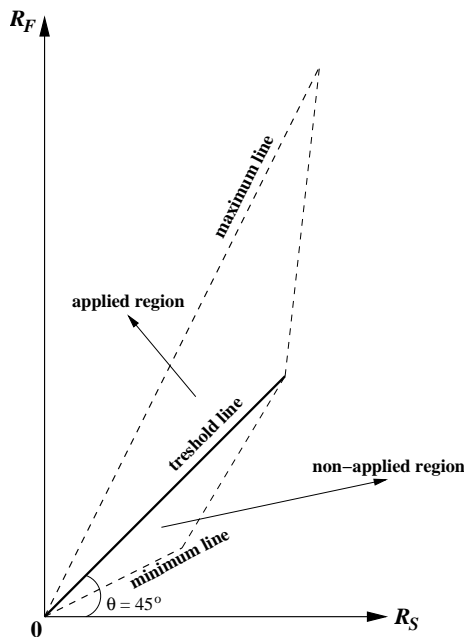 R_F
maximum line
applied region
treshold line
non−applied region
minimum line
θ = 45°
0
R_S